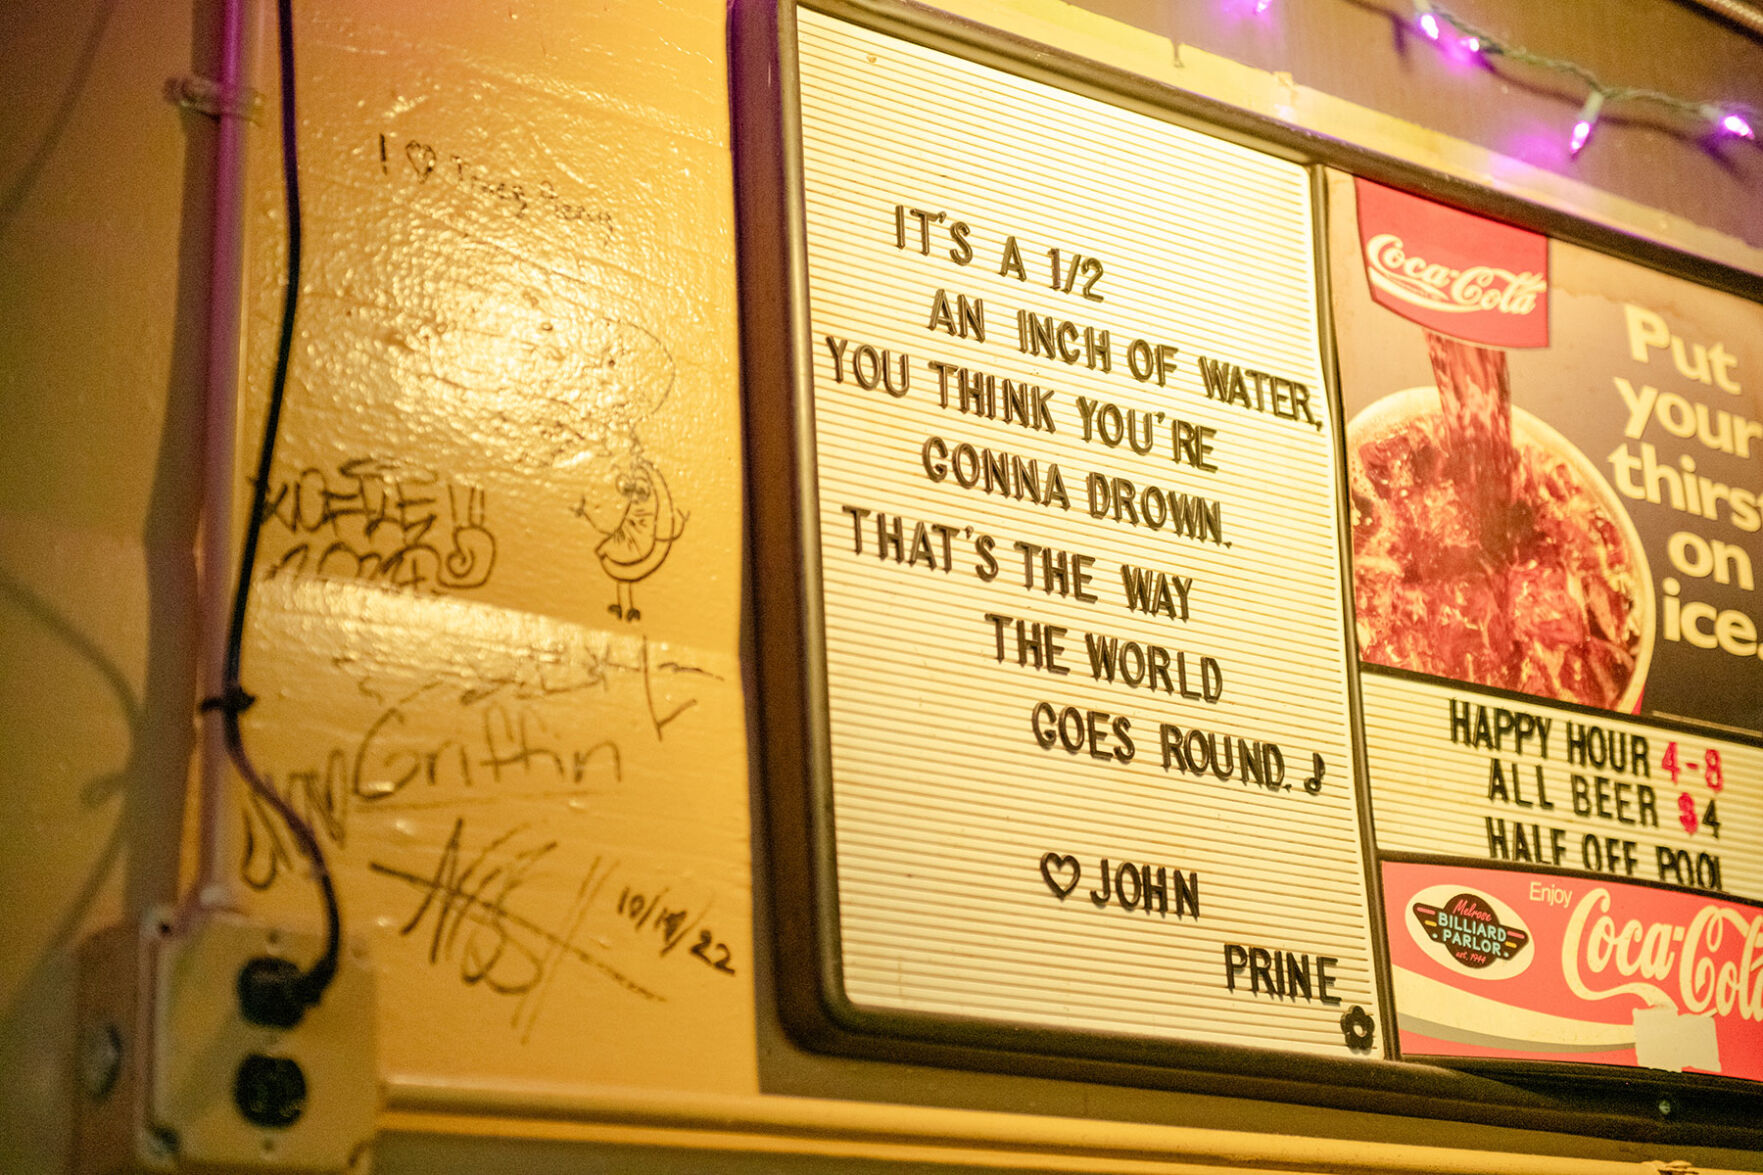 I ♡
IT'S A 1/2
AN INCH OF WATER,
YOU THINK YOU'RE
GONNA DROWN.
THAT'S THE WAY
THE WORLD
GOES ROUND. ♪
♡ JOHN
PRINE
Griffin
10/14/22
Coca-Cola
Put
your
thirs
on
ice.
HAPPY HOUR 4-8
ALL BEER $4
HALF OFF POOL
Melrose
BILLIARD
PARLOR
est. 1944
Enjoy
Coca-Cola